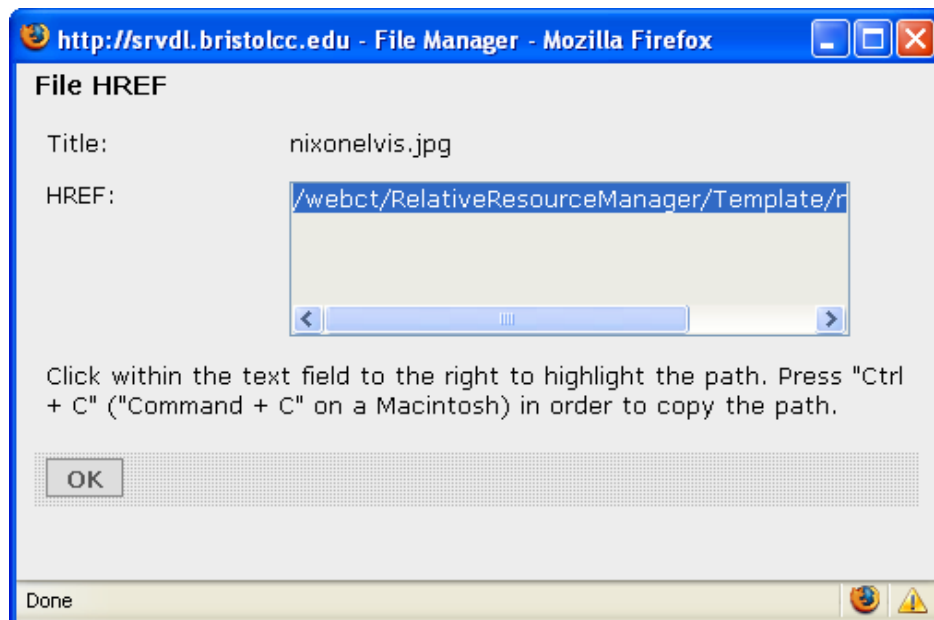 http://srvdl.bristolcc.edu - File Manager - Mozilla Firefox
File HREF
Title: nixonelvis.jpg
HREF: /webct/RelativeResourceManager/Template/
Click within the text field to the right to highlight the path. Press "Ctrl
+ C" ("Command + C" on a Macintosh) in order to copy the path.
OK
Done